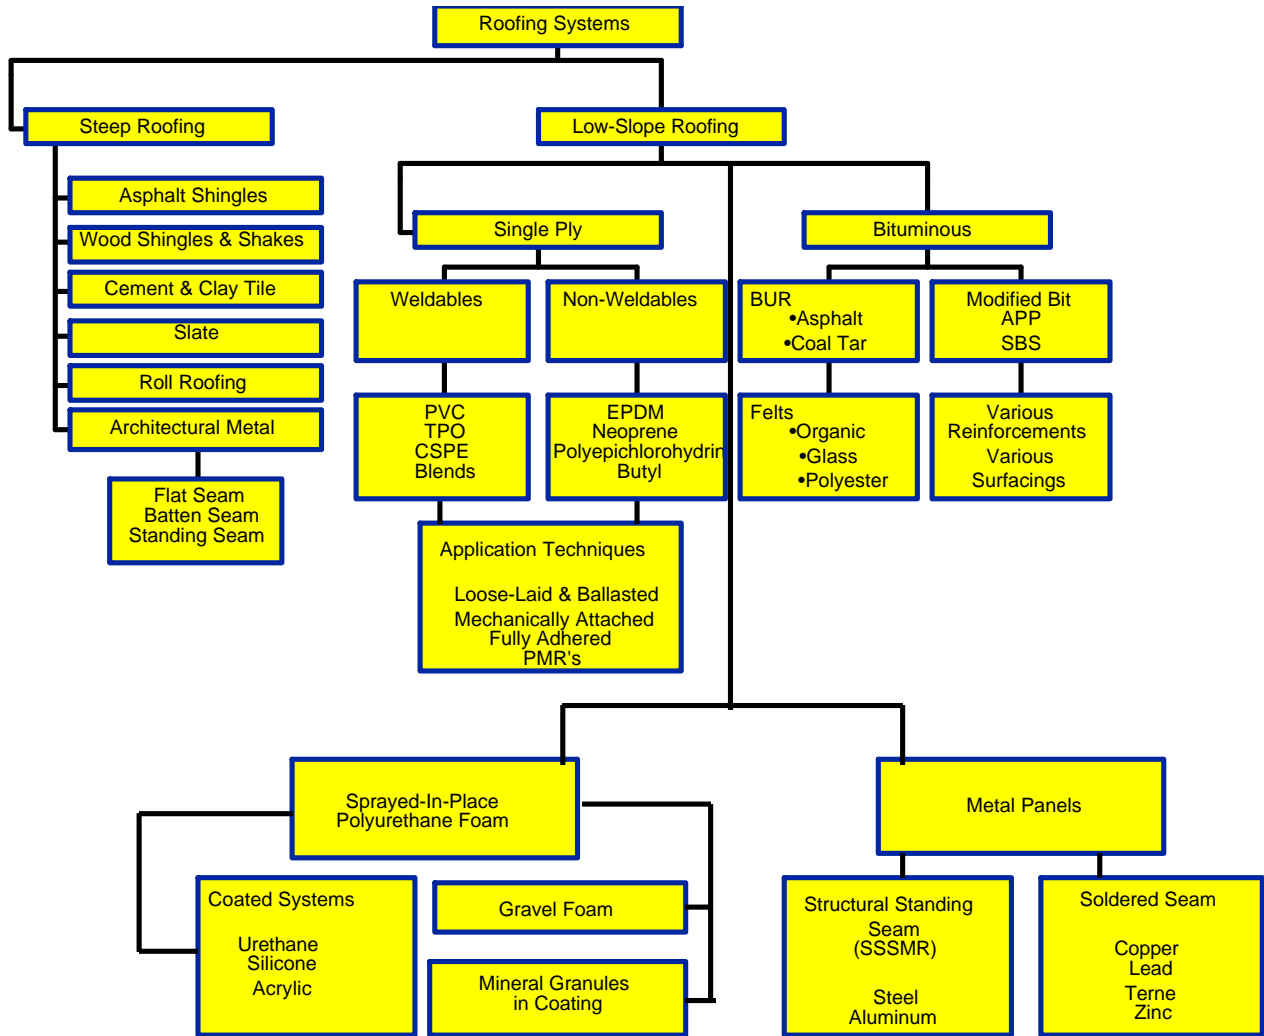 Roofing Systems
Steep Roofing
Low-Slope Roofing
Asphalt Shingles
Wood Shingles & Shakes
Cement & Clay Tile
Slate
Roll Roofing
Architectural Metal
Flat Seam
Batten Seam
Standing Seam
Single Ply
Bituminous
Weldables
Non-Weldables
BUR
•Asphalt
•Coal Tar
Modified Bit
APP
SBS
PVC
TPO
CSPE
Blends
EPDM
Neoprene
Polyepichlorohydrin
Butyl
Felts
•Organic
•Glass
•Polyester
Various
Reinforcements
Various
Surfacings
Application Techniques
Loose-Laid & Ballasted
Mechanically Attached
Fully Adhered
PMR's
Sprayed-In-Place
Polyurethane Foam
Metal Panels
Coated Systems
Urethane
Silicone
Acrylic
Gravel Foam
Mineral Granules
in Coating
Structural Standing
Seam
(SSSMR)
Steel
Aluminum
Soldered Seam
Copper
Lead
Terne
Zinc